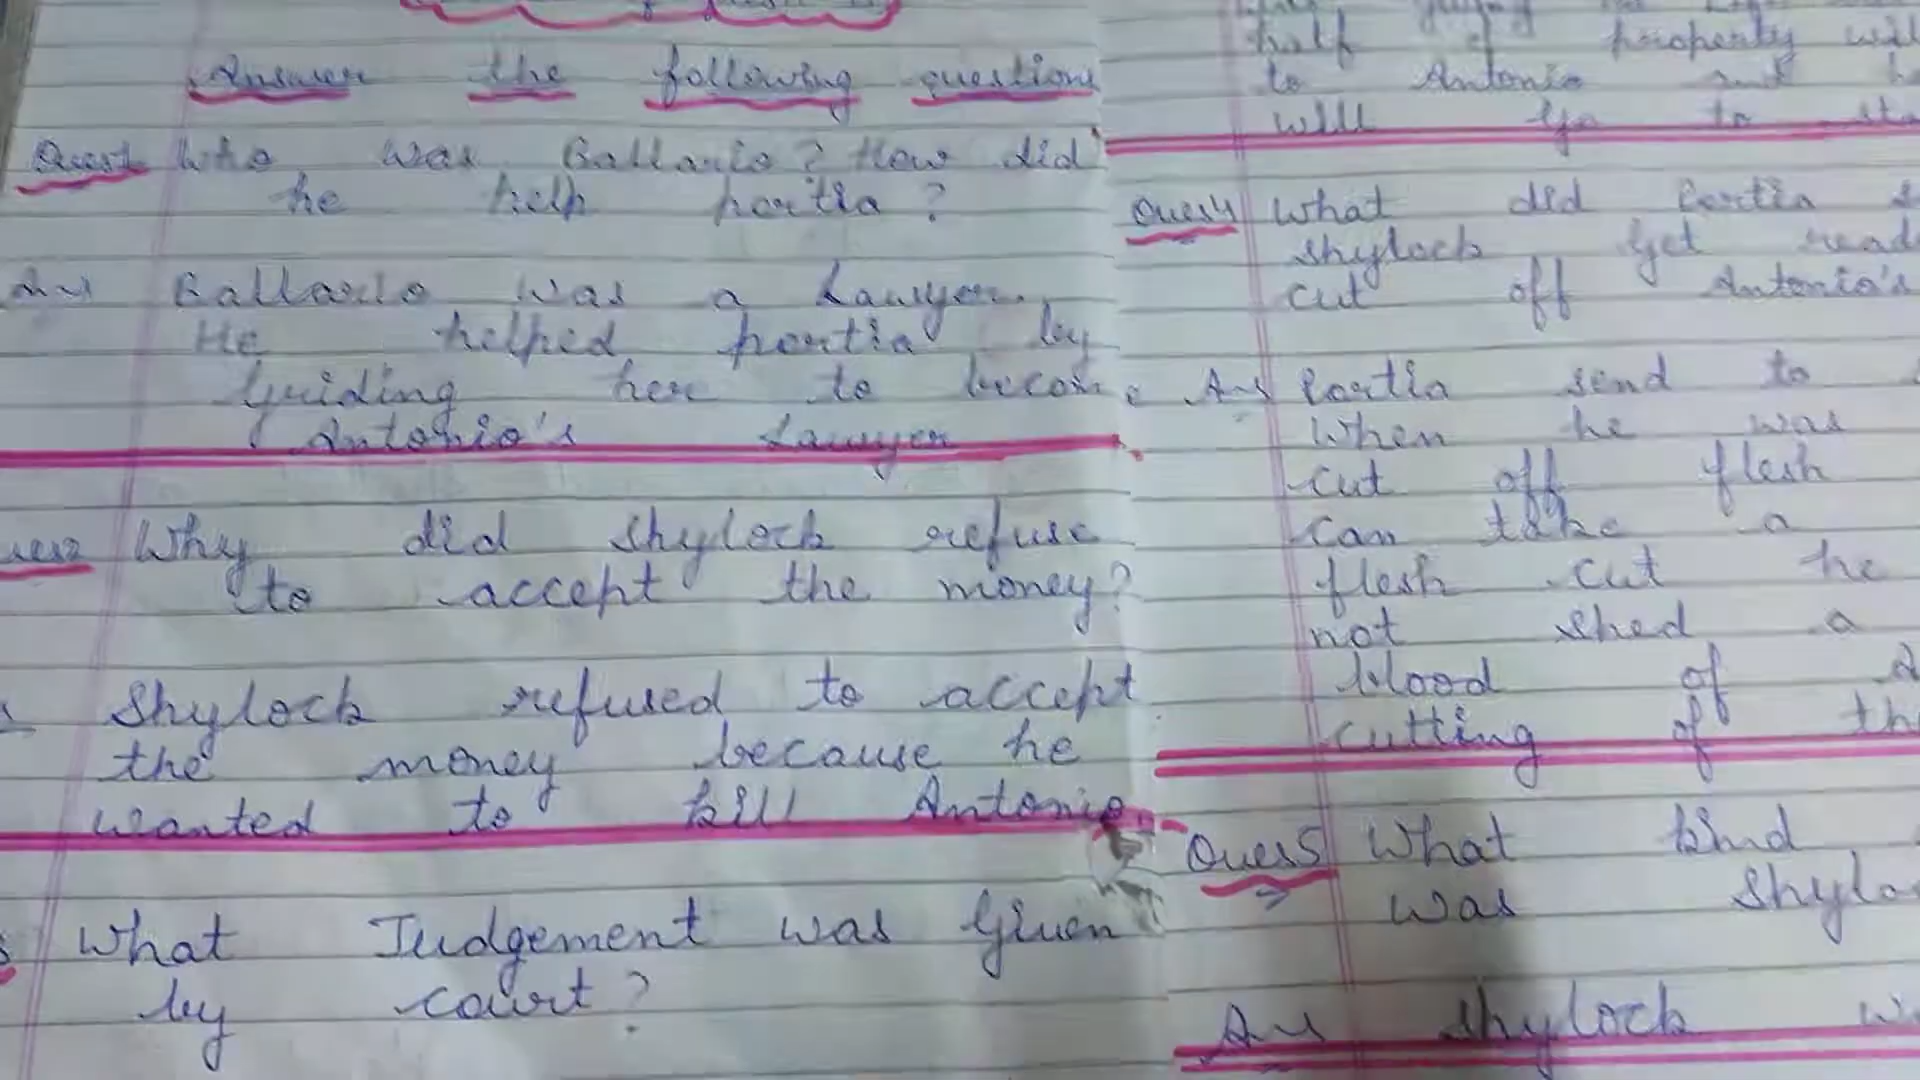 Answer the following questions
Ques1 Who was Ballario? How did
he help portia?
Ans Ballario was a Lawyer.
He helped portia by
guiding her to become
Antonio's Lawyer
Why did Shylock refuse
to accept the money?
Shylock refused to accept
the money because he
wanted to kill Antonio.
What Judgement was Given
by court?
half of property will
to Antonio
will go to
Ques4 What did Portia
Shylock get
cut off Antonio's
Ans Portia send to
When he was
cut off flesh
can take a
flesh cut he
not shed a
blood of
cutting of
Ques5 What kind
was
Ans Shylock